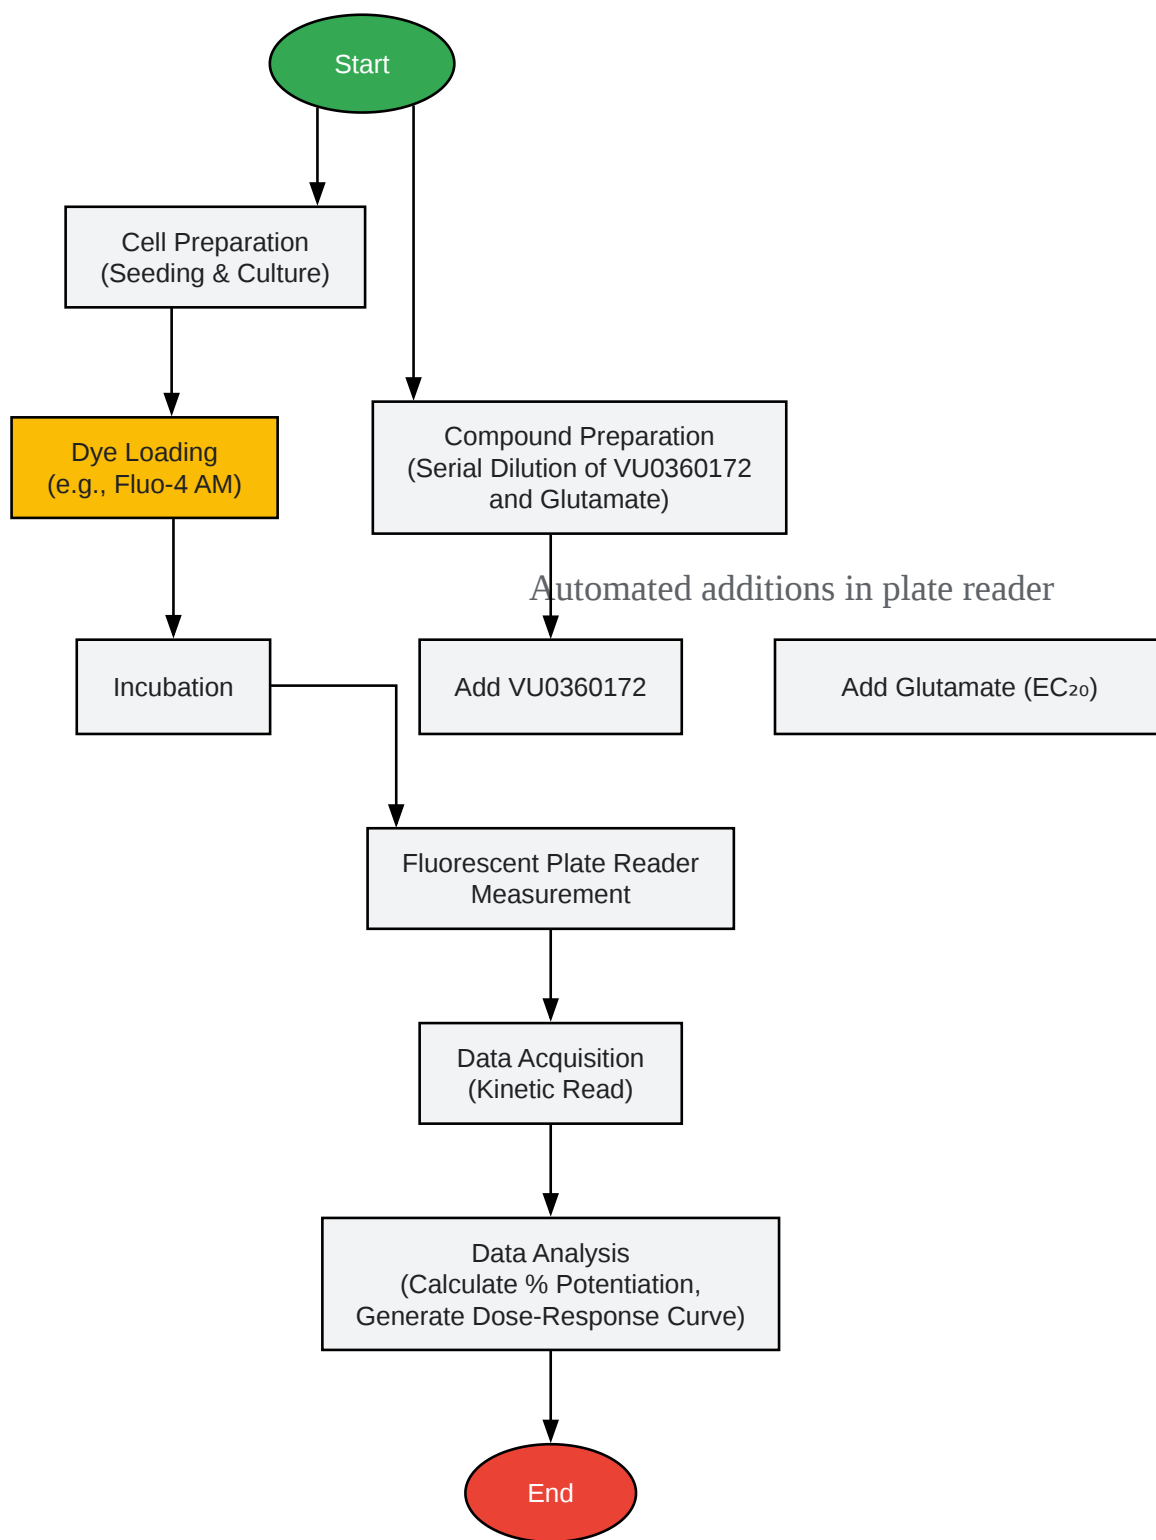 Start
Cell Preparation
(Seeding & Culture)
Dye Loading
(e.g., Fluo-4 AM)
Compound Preparation
(Serial Dilution of VU0360172
and Glutamate)
Automated additions in plate reader
Incubation
Add VU0360172
Add Glutamate (EC₂₀)
Fluorescent Plate Reader
Measurement
Data Acquisition
(Kinetic Read)
Data Analysis
(Calculate % Potentiation,
Generate Dose-Response Curve)
End